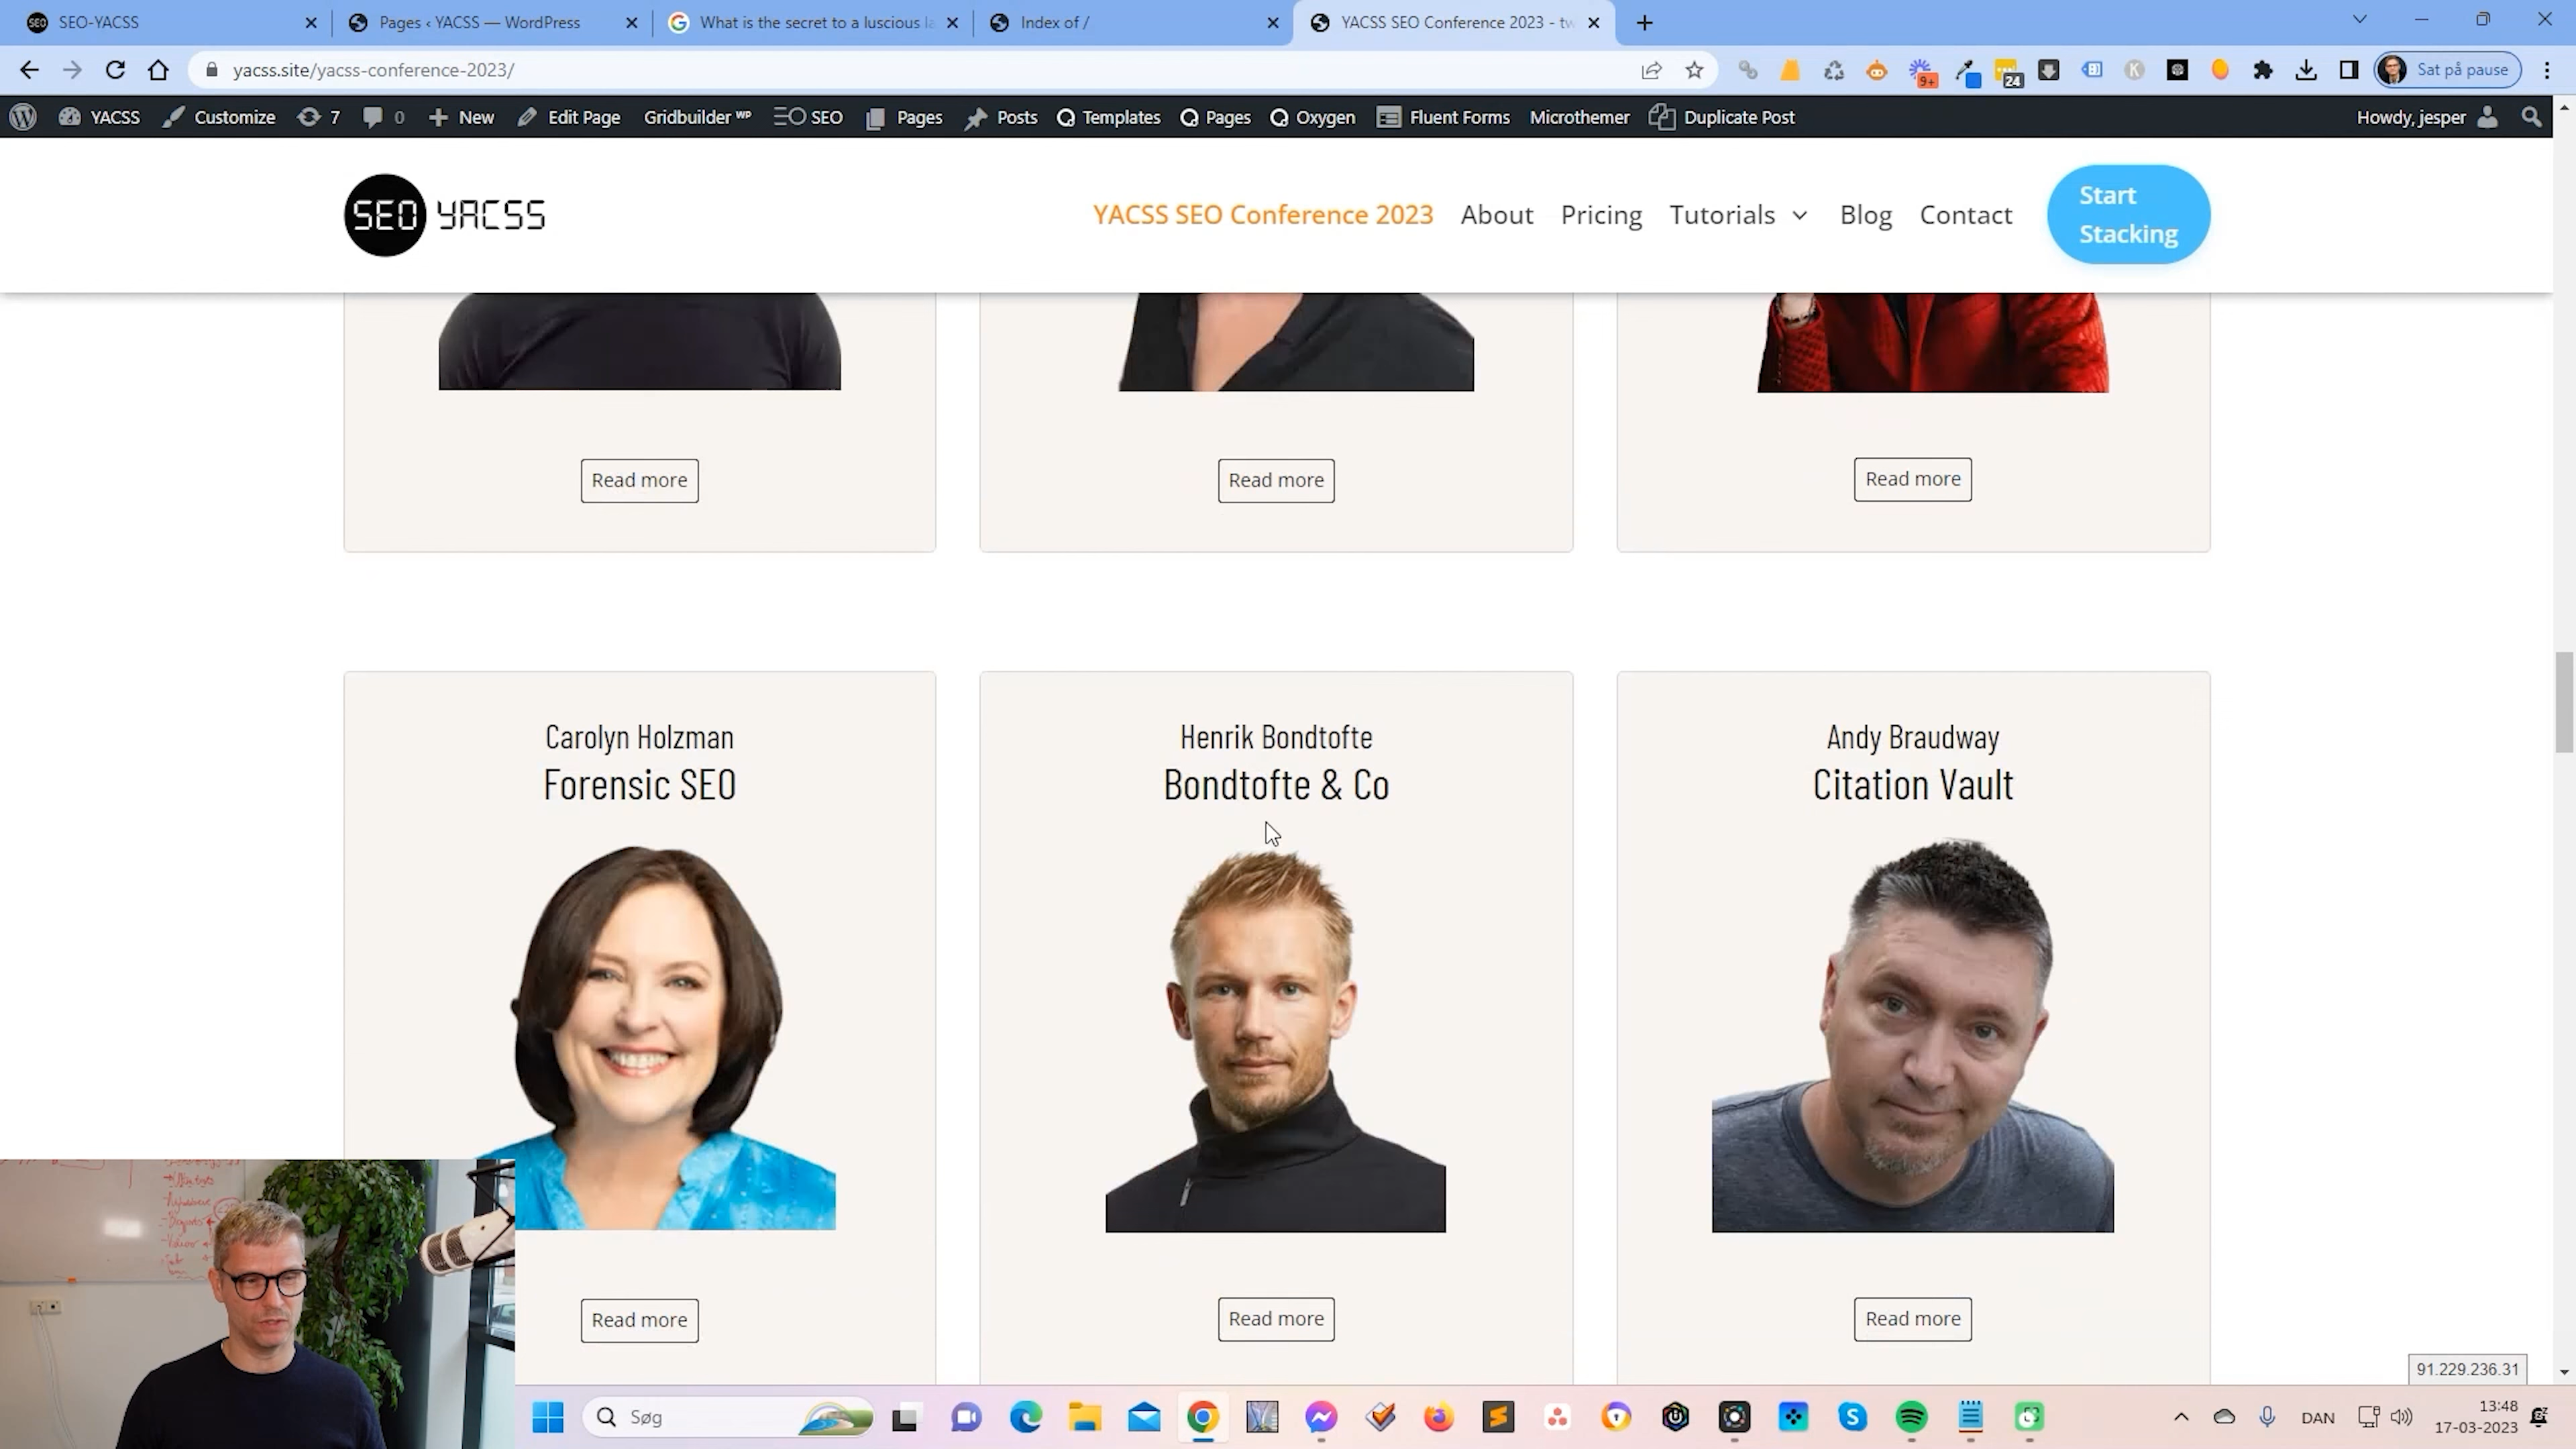 SEO-YACSS
Pages ‹ YACSS — WordPress
What is the secret to a luscious la
Index of /
YACSS SEO Conference 2023 - tw
yacss.site/yacss-conference-2023/
9+
24
Sat på pause
YACSS
Customize
7
0
New
Edit Page
Gridbuilder WP
SEO
Pages
Posts
Templates
Pages
Oxygen
Fluent Forms
Microthemer
Duplicate Post
Howdy, jesper
SEO YACSS
YACSS SEO Conference 2023
About
Pricing
Tutorials
Blog
Contact
Start
Stacking
Read more
Read more
Read more
Carolyn Holzman
Forensic SEO
Henrik Bondtofte
Bondtofte & Co
Andy Braudway
Citation Vault
Read more
Read more
Read more
91.229.236.31
Søg
DAN
13:48
17-03-2023